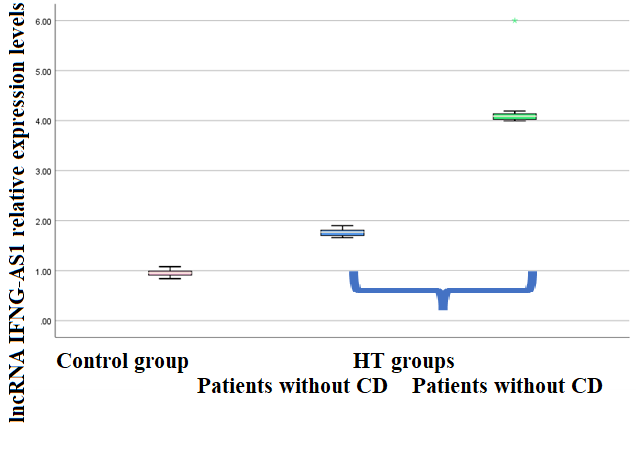 lncRNA IFNG-AS1 relative expression levels
6.00
5.00
4.00
3.00
2.00
1.00
.00
Control group
HT groups
Patients without CD
Patients without CD